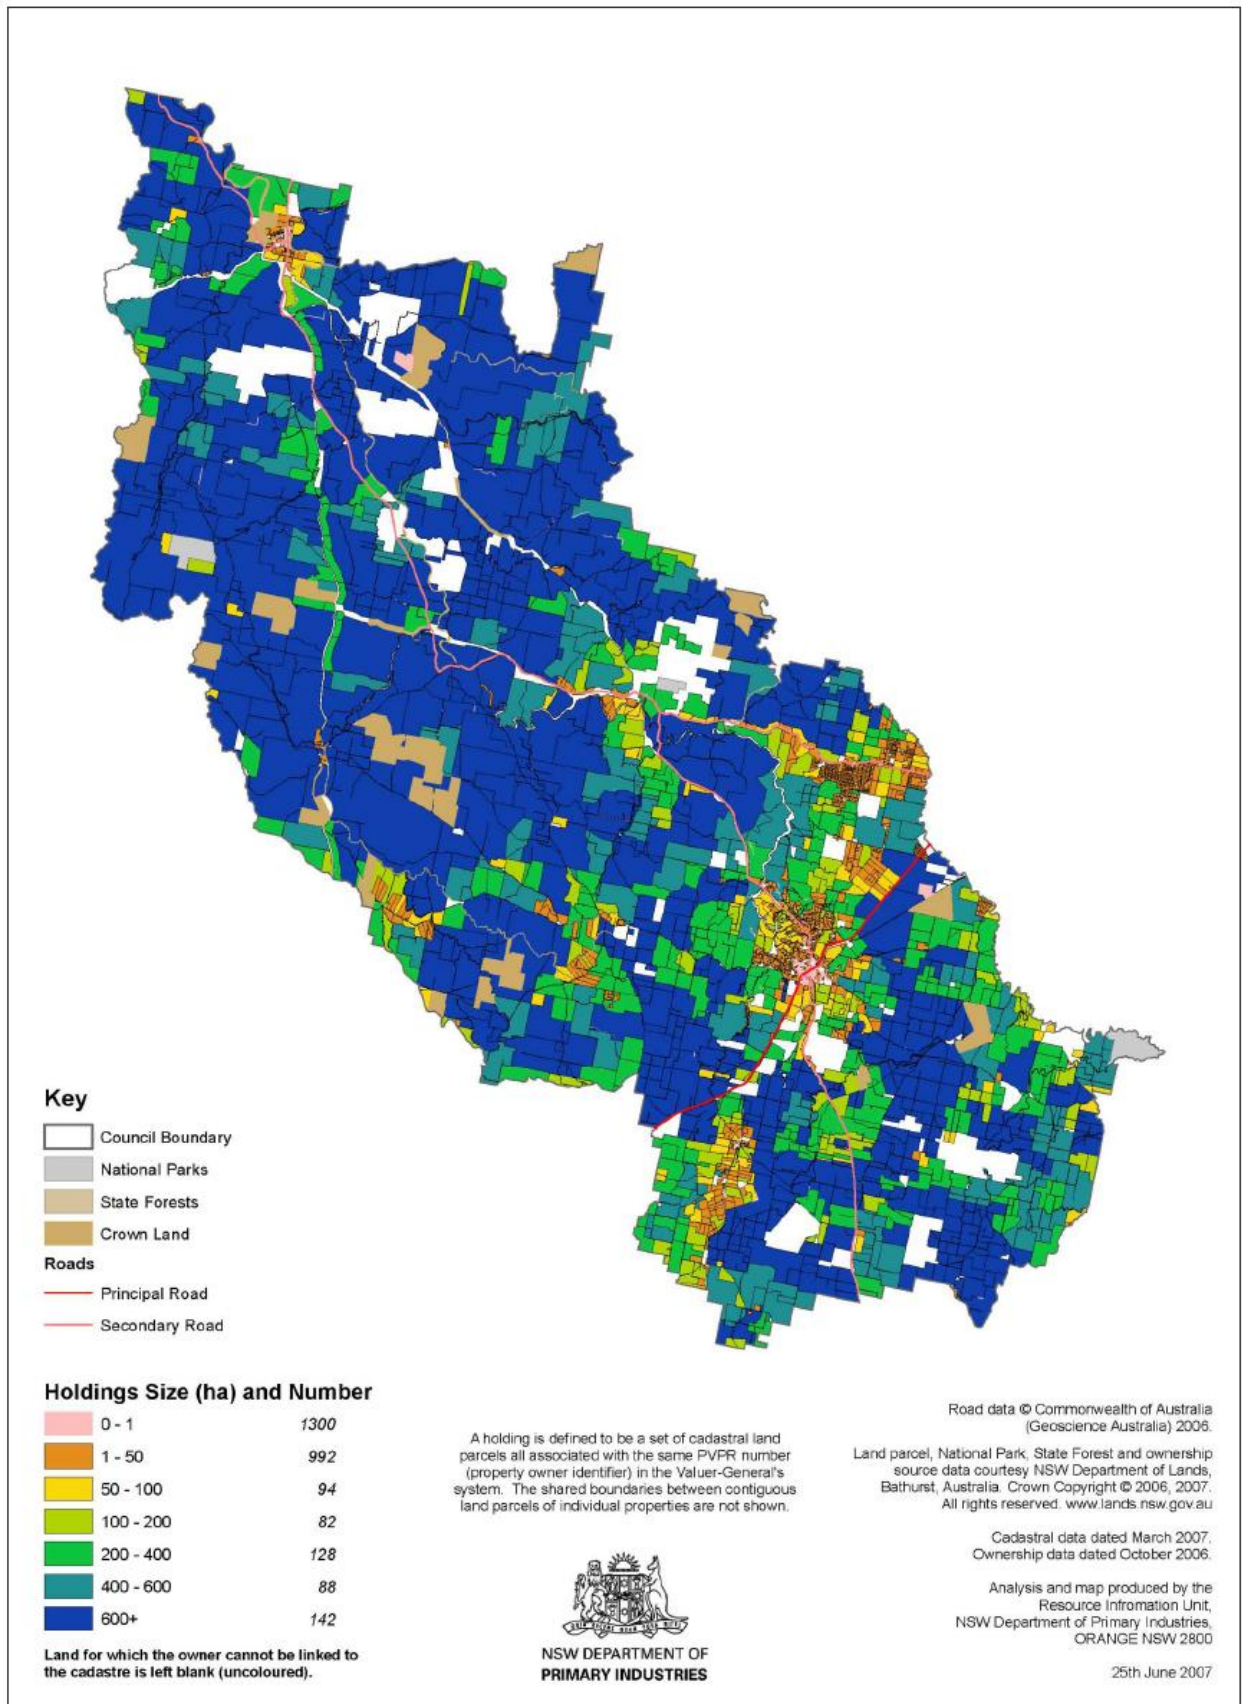 Key
Council Boundary
National Parks
State Forests
Crown Land
Roads
Principal Road
Secondary Road
Holdings Size (ha) and Number
0 - 1 1300
1 - 50 992
50 - 100 94
100 - 200 82
200 - 400 128
400 - 600 88
600+ 142
Land for which the owner cannot be linked to
the cadastre is left blank (uncoloured).
A holding is defined to be a set of cadastral land
parcels all associated with the same PVPR number
(property owner identifier) in the Valuer-General's
system. The shared boundaries between contiguous
land parcels of individual properties are not shown.
NSW DEPARTMENT OF
PRIMARY INDUSTRIES
Road data © Commonwealth of Australia
(Geoscience Australia) 2006.
Land parcel, National Park, State Forest and ownership
source data courtesy NSW Department of Lands,
Bathurst, Australia. Crown Copyright © 2006, 2007.
All rights reserved. www.lands.nsw.gov.au
Cadastral data dated March 2007.
Ownership data dated October 2006.
Analysis and map produced by the
Resource Infromation Unit,
NSW Department of Primary Industries,
ORANGE NSW 2800
25th June 2007